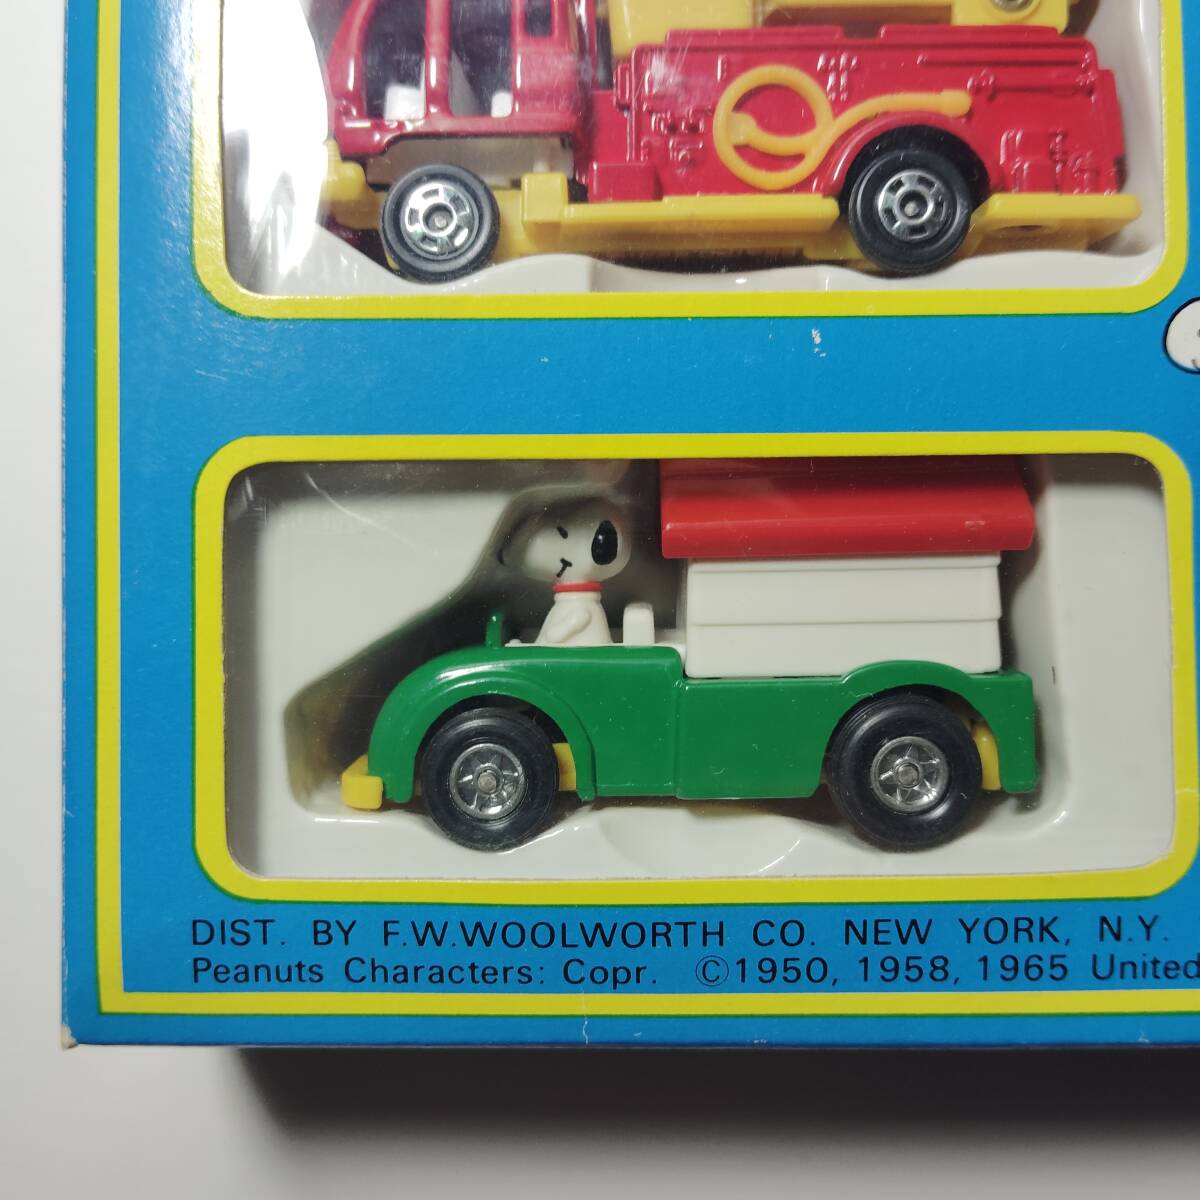 DIST. BY F.W.WOOLWORTH CO. NEW YORK, N.Y.
Peanuts Characters: Copr. ©1950, 1958, 1965 United